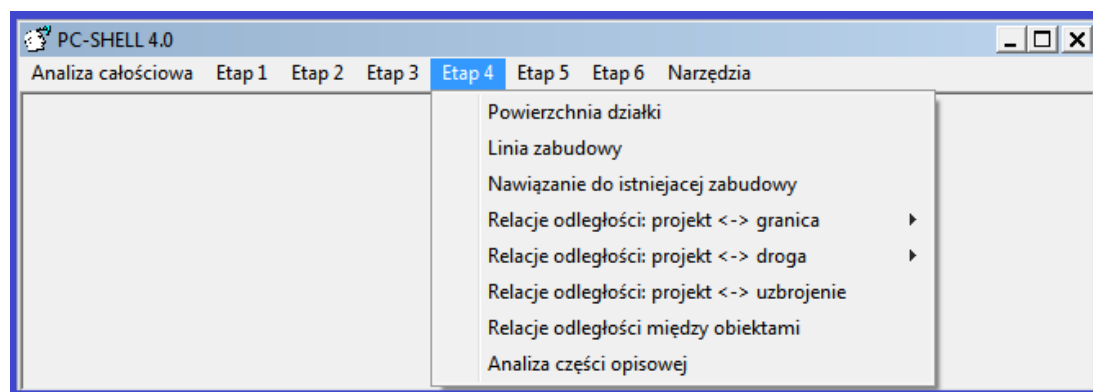 PC-SHELL 4.0
Analiza całościowa Etap 1 Etap 2 Etap 3 Etap 4 Etap 5 Etap 6 Narzędzia
Powierzchnia działki
Linia zabudowy
Nawiązanie do istniejacej zabudowy
Relacje odległości: projekt <-> granica
Relacje odległości: projekt <-> droga
Relacje odległości: projekt <-> uzbrojenie
Relacje odległości między obiektami
Analiza części opisowej